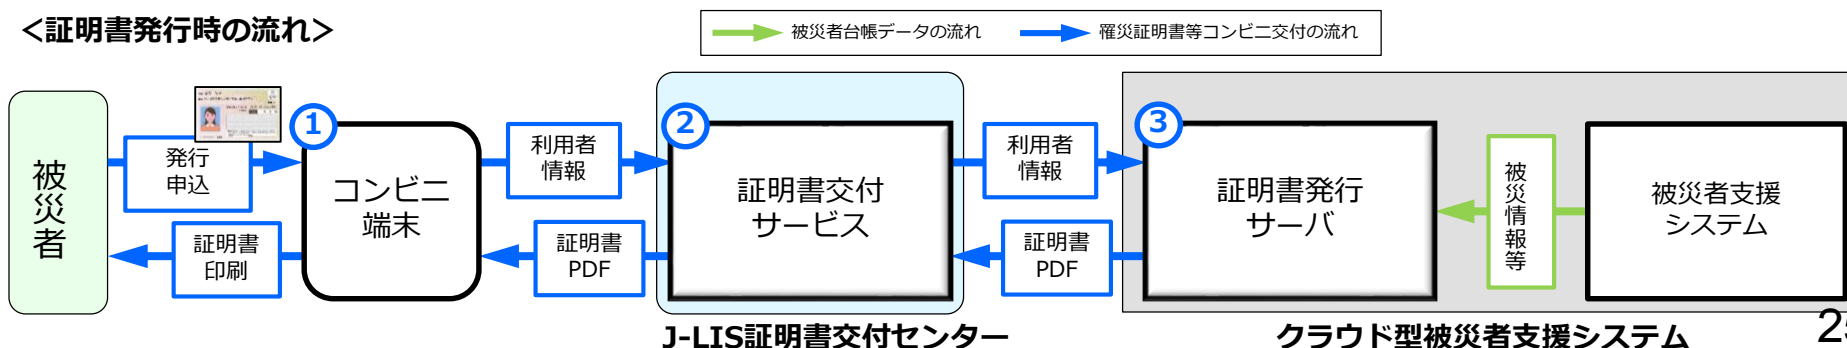 ＜証明書発行時の流れ＞
被災者台帳データの流れ
罹災証明書等コンビニ交付の流れ
被災者
発行
申込
証明書
印刷
①
コンビニ
端末
利用者
情報
証明書
PDF
②
証明書交付
サービス
J-LIS証明書交付センター
利用者
情報
証明書
PDF
③
証明書発行
サーバ
被災情報等
被災者支援
システム
クラウド型被災者支援システム